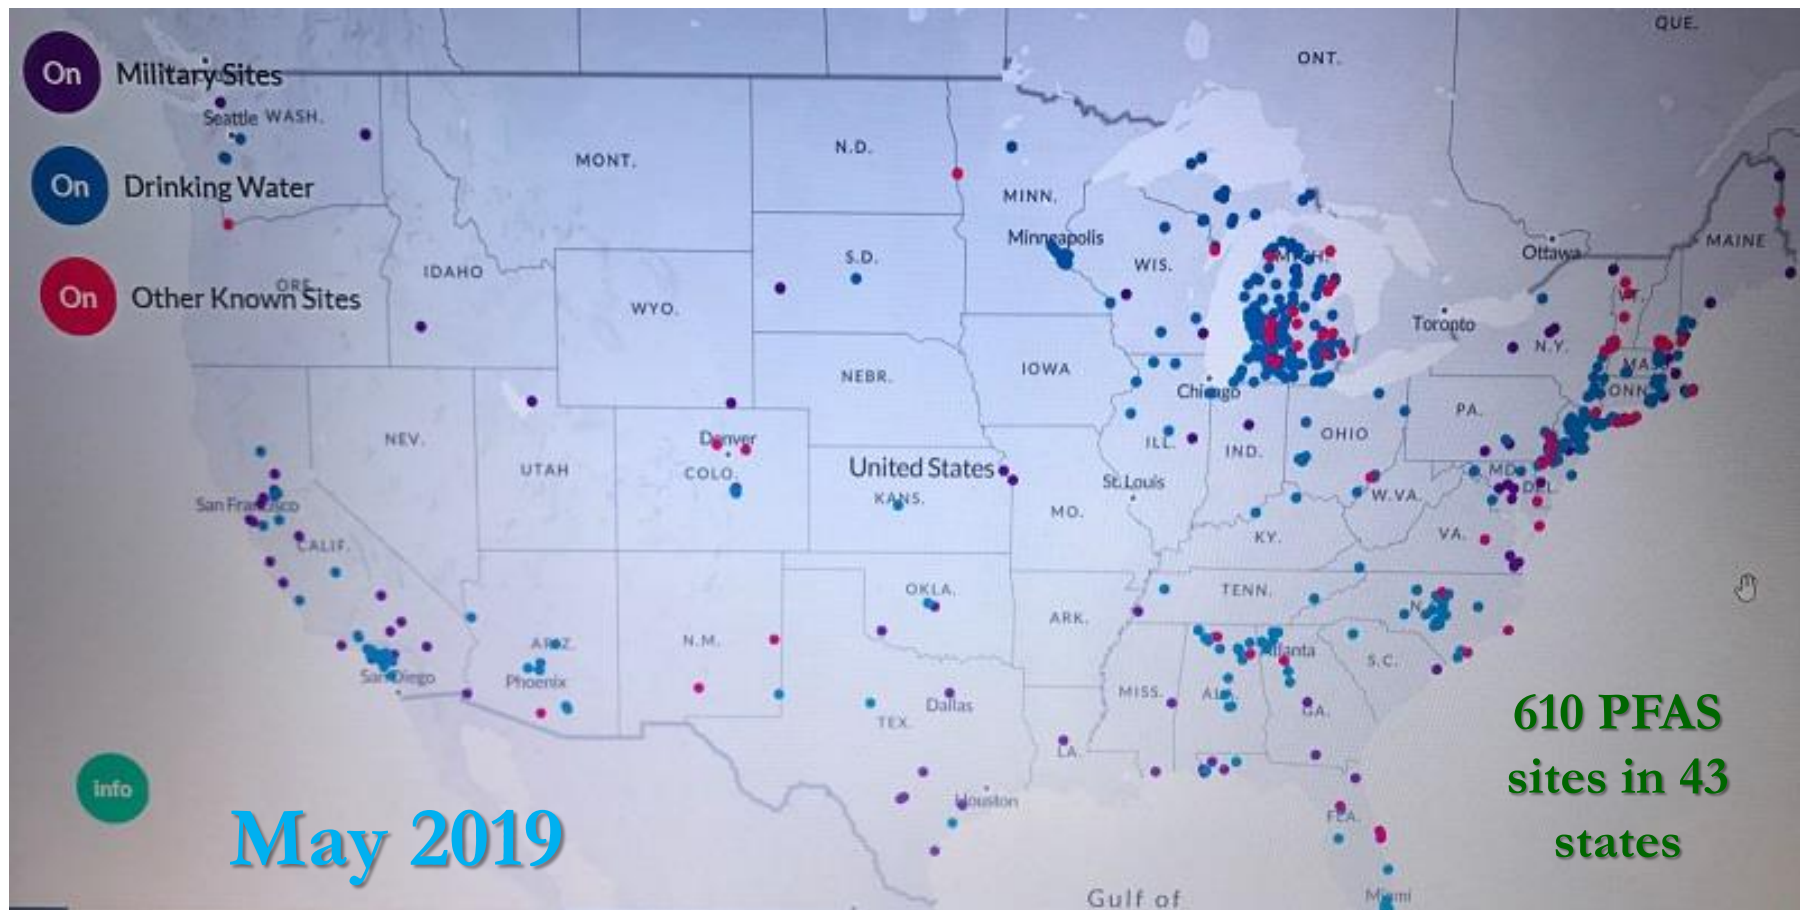 On Military Sites
On Drinking Water
On Other Known Sites
info
May 2019
610 PFAS
sites in 43
states
QUE.
ONT.
Seattle WASH.
MONT.
N.D.
MINN.
Minneapolis
Ottawa
MAINE
IDAHO
ORE.
S.D.
WIS.
MICH.
VT.
WYO.
Toronto
N.Y.
IOWA
NEBR.
Chicago
MA
CONN
PA.
NEV.
Denver
OHIO
ILL.
IND.
UTAH
COLO.
United States
KANS.
St. Louis
MD.
DEL.
W.VA.
San Francisco
CALIF.
MO.
KY.
VA.
OKLA.
TENN.
ARK.
N.
ARIZ.
N.M.
Atlanta
S.C.
San Diego
Phoenix
Dallas
MISS.
ALA.
GA.
TEX.
LA.
Houston
FLA.
Miami
Gulf of